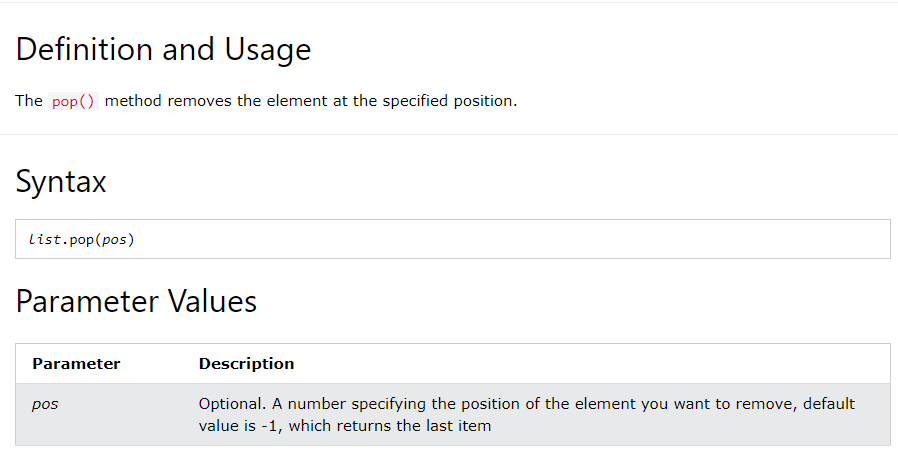 Definition and Usage
The pop() method removes the element at the specified position.
Syntax
list.pop(pos)
Parameter Values
Parameter Description
pos Optional. A number specifying the position of the element you want to remove, default
value is -1, which returns the last item